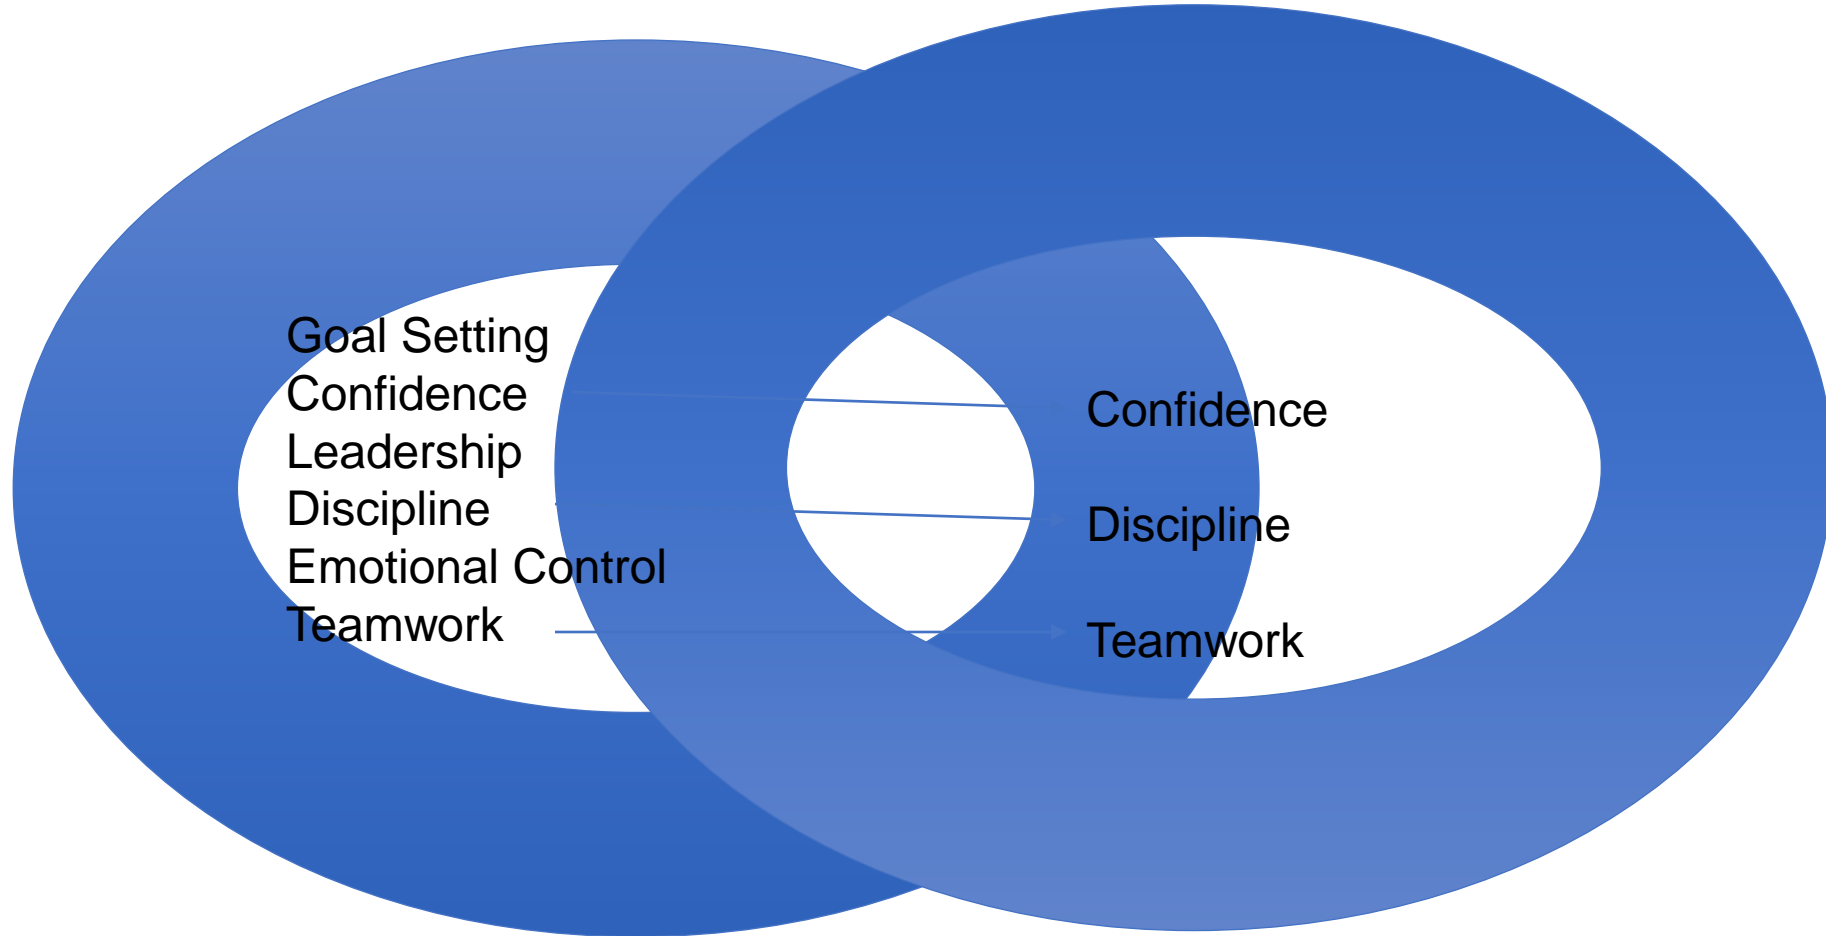 Goal Setting
Confidence
Leadership
Discipline
Emotional Control
Teamwork
Confidence
Discipline
Teamwork